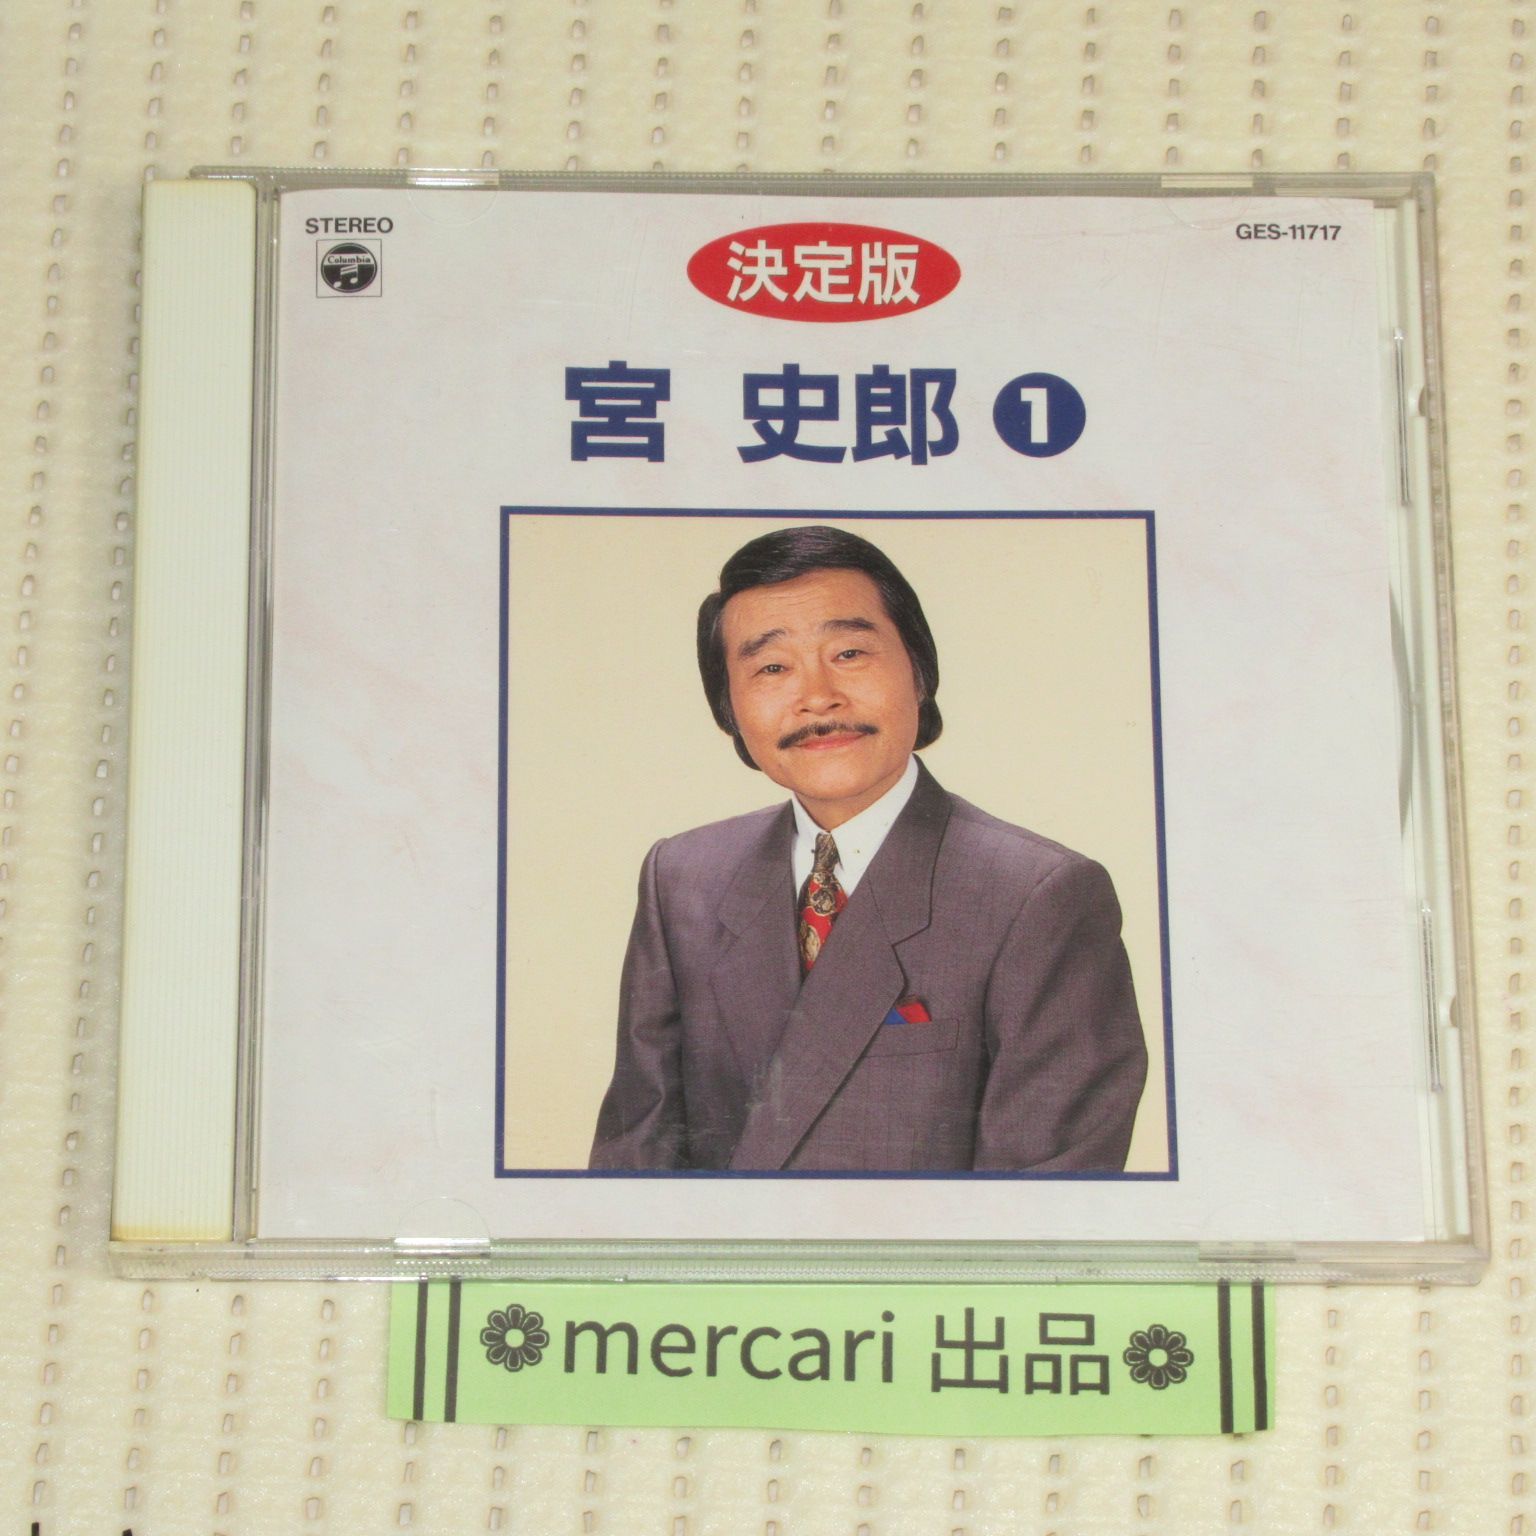 STEREO
Columbia
決定版
GES-11717
宮 史郎 1
❁mercari 出品❁